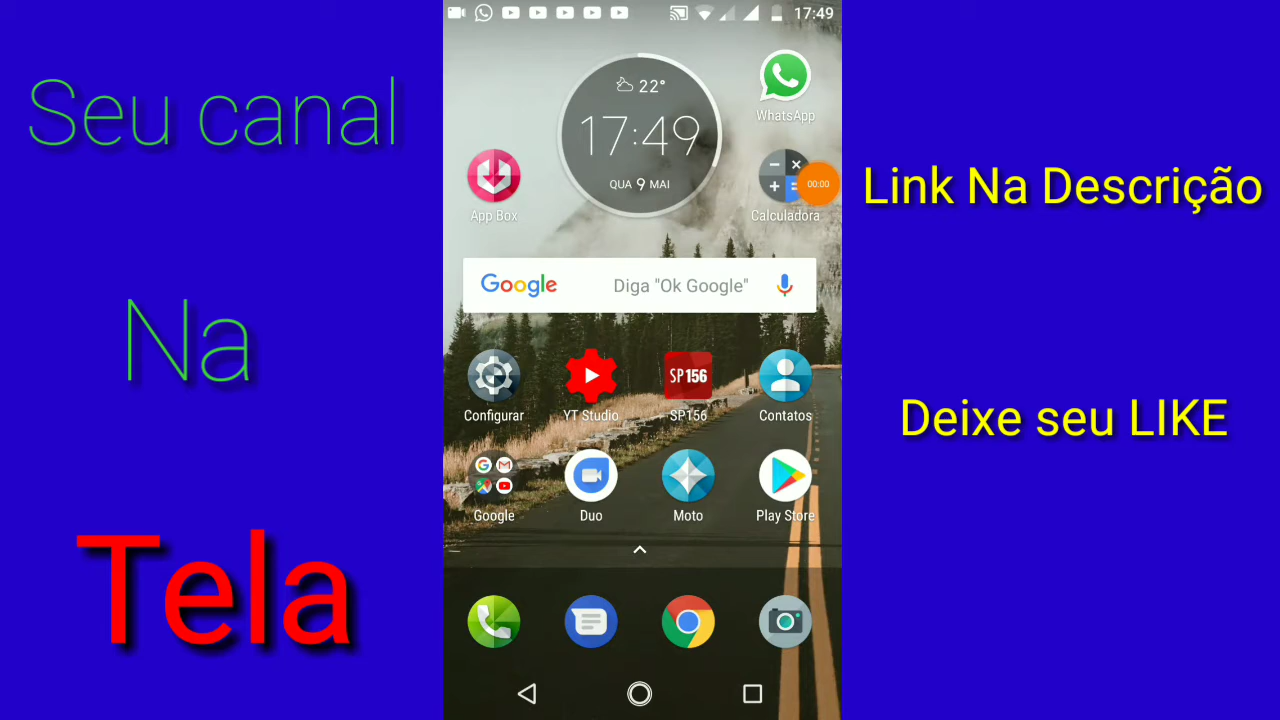 Seu canal
Na
Tela
17:49
22°
17:49
QUA 9 MAI
WhatsApp
App Box
Calculadora
00:00
Google
Diga "Ok Google"
SP156
Configurar
YT Studio
SP156
Contatos
Google
Duo
Moto
Play Store
Link Na Descrição
Deixe seu LIKE